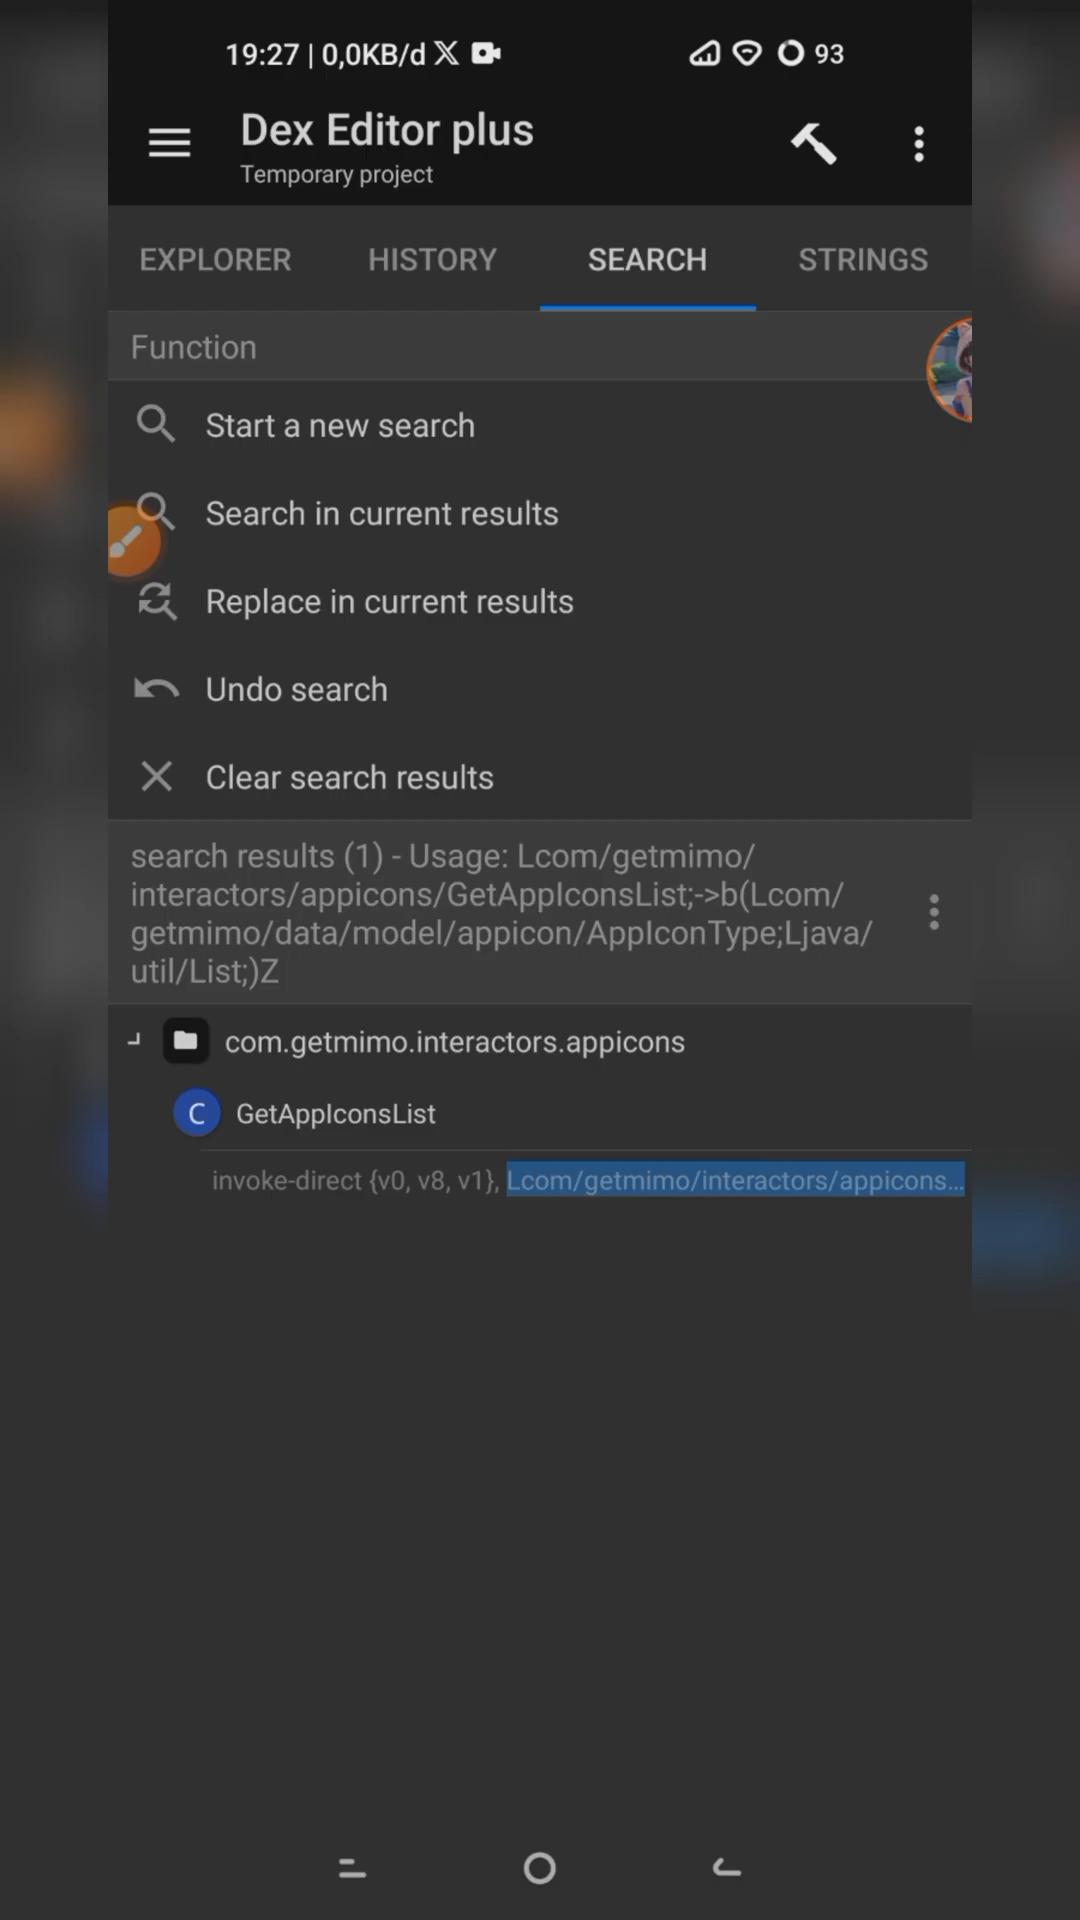 19:27 | 0,0KB/d
93
Dex Editor plus
Temporary project
EXPLORER HISTORY SEARCH STRINGS
Function
Start a new search
Search in current results
Replace in current results
Undo search
Clear search results
search results (1) - Usage: Lcom/getmimo/
interactors/appicons/GetAppIconsList;->b(Lcom/
getmimo/data/model/appicon/AppIconType;Ljava/
util/List;)Z
com.getmimo.interactors.appicons
C GetAppIconsList
invoke-direct {v0, v8, v1}, Lcom/getmimo/interactors/appicons...